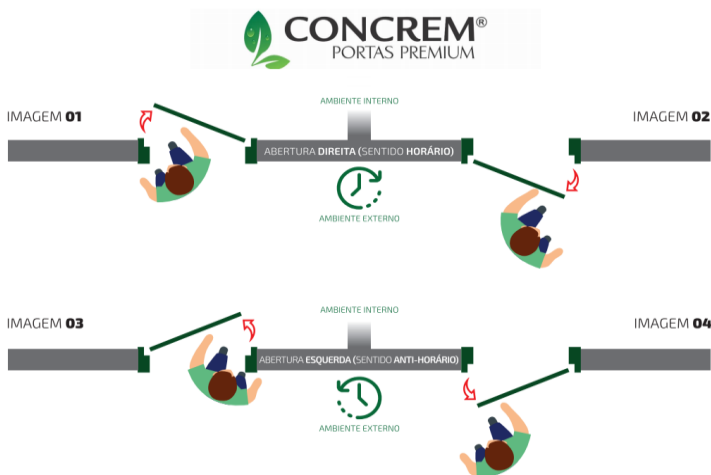 CONCREM®
PORTAS PREMIUM
IMAGEM 01
AMBIENTE INTERNO
IMAGEM 02
ABERTURA DIREITA (SENTIDO HORÁRIO)
AMBIENTE EXTERNO
IMAGEM 03
AMBIENTE INTERNO
IMAGEM 04
ABERTURA ESQUERDA (SENTIDO ANTI-HORÁRIO)
AMBIENTE EXTERNO